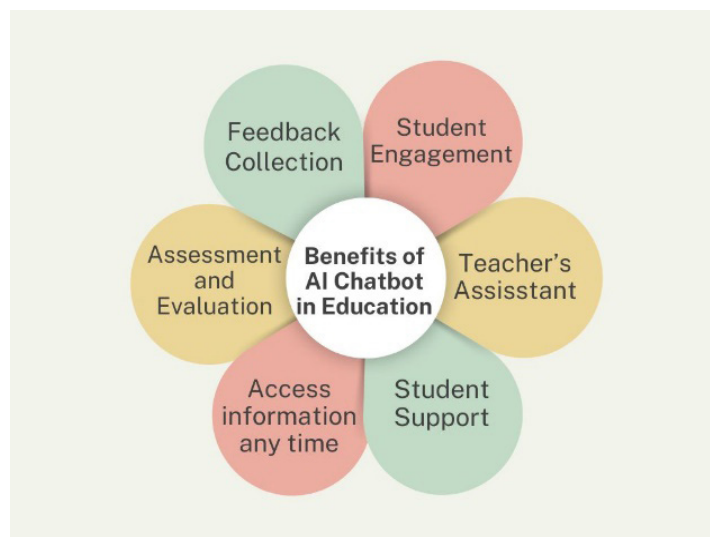 Feedback
Collection
Student
Engagement
Assessment
and
Evaluation
Benefits of
AI Chatbot
in Education
Teacher's
Assisstant
Access
information
any time
Student
Support